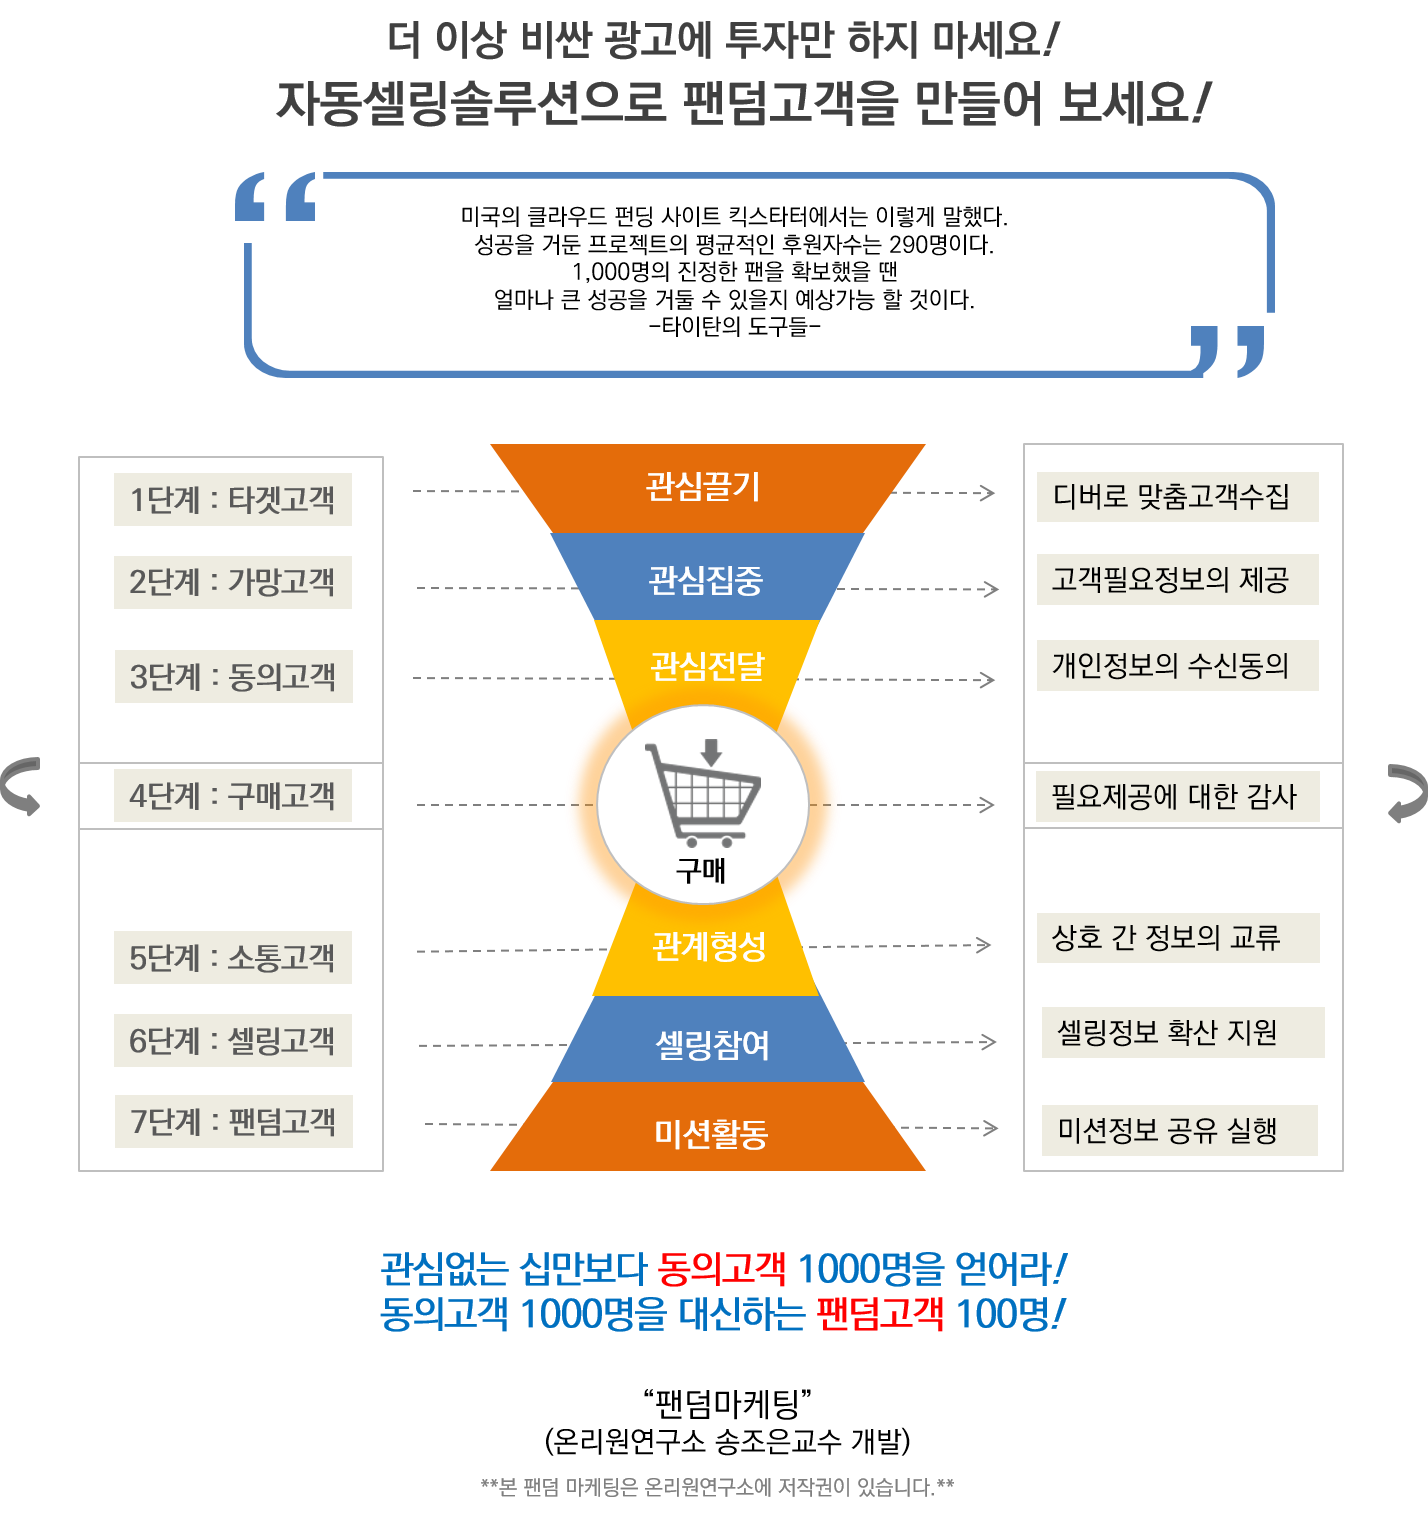 더 이상 비싼 광고에 투자만 하지 마세요!
자동셀링솔루션으로 팬덤고객을 만들어 보세요!
미국의 클라우드 펀딩 사이트 킥스타터에서는 이렇게 말했다.
성공을 거둔 프로젝트의 평균적인 후원자수는 290명이다.
1,000명의 진정한 팬을 확보했을 땐
얼마나 큰 성공을 거둘 수 있을지 예상가능 할 것이다.
-타이탄의 도구들-
1단계 : 타겟고객
관심끌기
디버로 맞춤고객수집
2단계 : 가망고객
관심집중
고객필요정보의 제공
3단계 : 동의고객
관심전달
개인정보의 수신동의
4단계 : 구매고객
구매
필요제공에 대한 감사
5단계 : 소통고객
관계형성
상호 간 정보의 교류
6단계 : 셀링고객
셀링참여
셀링정보 확산 지원
7단계 : 팬덤고객
미션활동
미션정보 공유 실행
관심없는 십만보다 동의고객 1000명을 얻어라!
동의고객 1000명을 대신하는 팬덤고객 100명!
“팬덤마케팅”
(온리원연구소 송조은교수 개발)
**본 팬덤 마케팅은 온리원연구소에 저작권이 있습니다.**